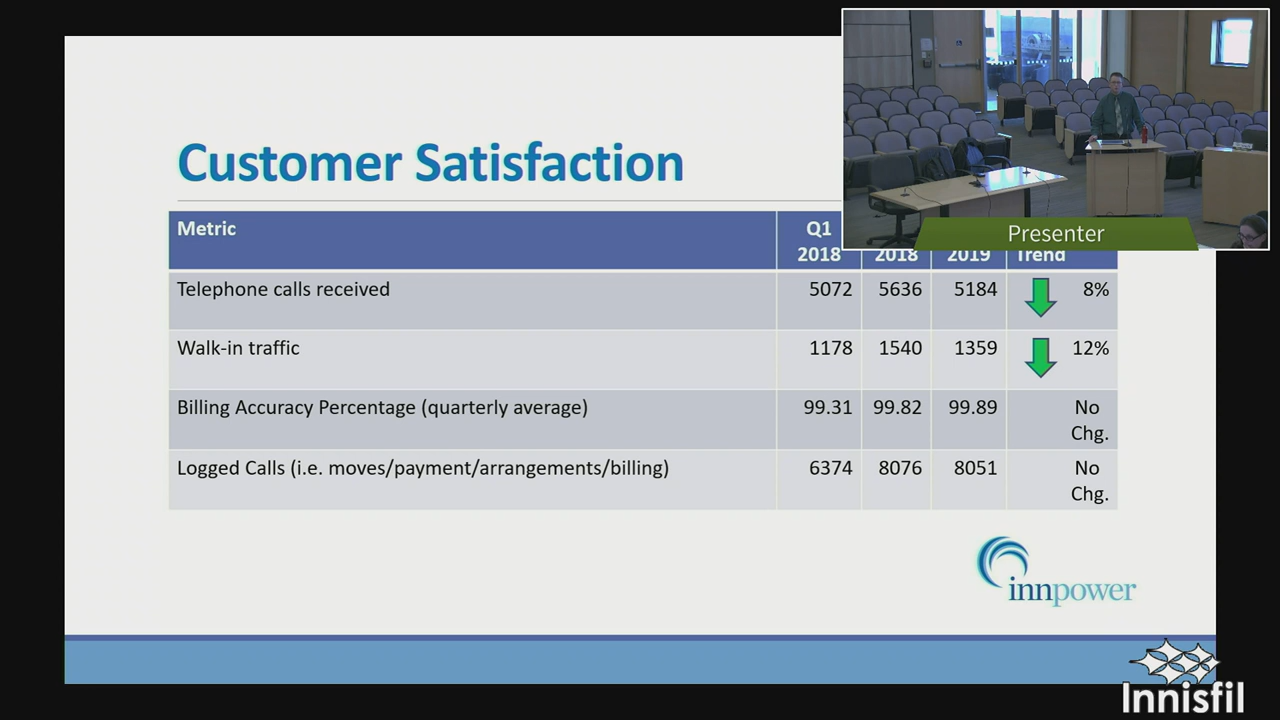 Customer Satisfaction
Presenter
Metric Q1
2018 2018 2019 Trend
Telephone calls received 5072 5636 5184 8%
Walk-in traffic 1178 1540 1359 12%
Billing Accuracy Percentage (quarterly average) 99.31 99.82 99.89 No
Chg.
Logged Calls (i.e. moves/payment/arrangements/billing) 6374 8076 8051 No
Chg.
innpower
Innisfil